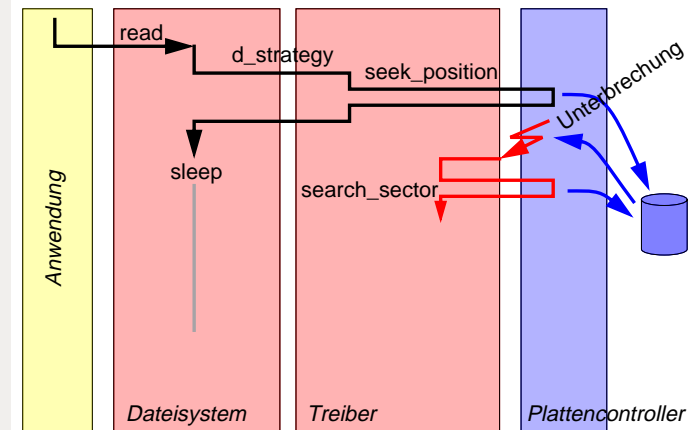 read
d_strategy
seek_position
Unterbrechung
sleep
search_sector
Anwendung
Dateisystem
Treiber
Plattencontroller